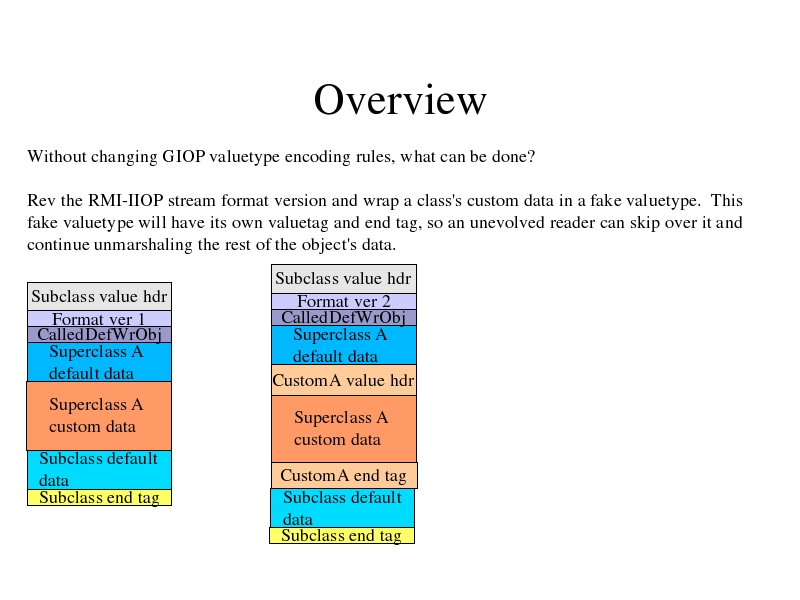 Overview
Without changing GIOP valuetype encoding rules, what can be done?
Rev the RMI-IIOP stream format version and wrap a class's custom data in a fake valuetype.  This
fake valuetype will have its own valuetag and end tag, so an unevolved reader can skip over it and
continue unmarshaling the rest of the object's data.
Subclass value hdr
Format ver 1
CalledDefWrObj
Superclass A
default data
Superclass A
custom data
Subclass default
data
Subclass end tag
Subclass value hdr
Format ver 2
CalledDefWrObj
Superclass A
default data
CustomA value hdr
Superclass A
custom data
CustomA end tag
Subclass default
data
Subclass end tag